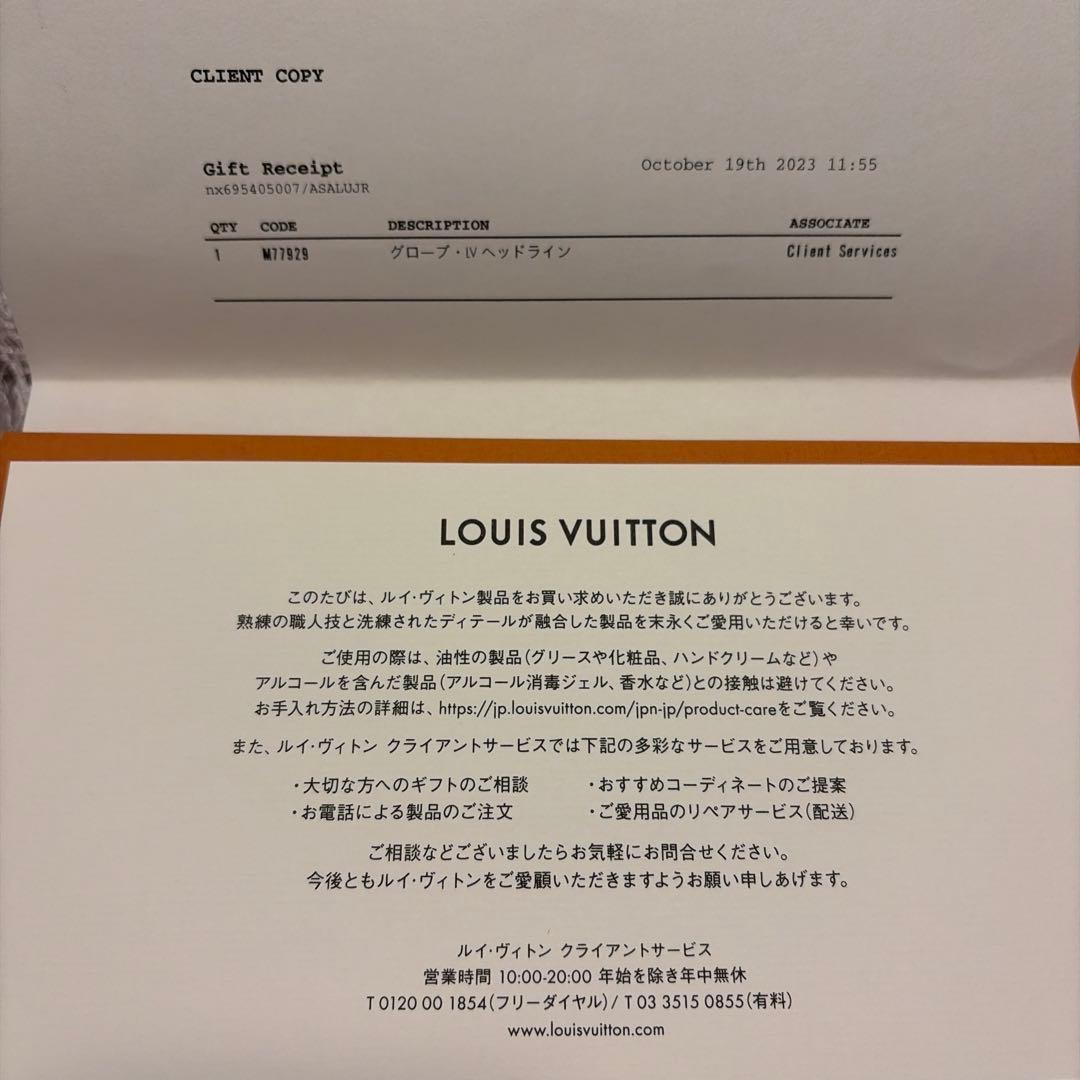 CLIENT COPY
Gift Receipt
October 19th 2023 11:55
nx695405007/ASALUJR
QTY CODE DESCRIPTION ASSOCIATE
1 M77929 グローブ・LV ヘッドライン Client Services
LOUIS VUITTON
このたびは、ルイ·ヴィトン製品をお買い求めいただき誠にありがとうございます。
熟練の職人技と洗練されたディテールが融合した製品を末永くご愛用いただけると幸いです。
ご使用の際は、油性の製品(グリースや化粧品、ハンドクリームなど)や
アルコールを含んだ製品(アルコール消毒ジェル、香水など)との接触は避けてください。
お手入れ方法の詳細は、https://jp.louisvuitton.com/jpn-jp/product-careをご覧ください。
また、ルイ·ヴィトン クライアントサービスでは下記の多彩なサービスをご用意しております。
・大切な方へのギフトのご相談 ・おすすめコーディネートのご提案
・お電話による製品のご注文 ・ご愛用品のリペアサービス(配送)
ご相談などございましたらお気軽にお問合せください。
今後ともルイ·ヴィトンをご愛顧いただきますようお願い申しあげます。
ルイ·ヴィトン クライアントサービス
営業時間 10:00-20:00 年始を除き年中無休
T 0120 00 1854(フリーダイヤル) / T 03 3515 0855(有料)
www.louisvuitton.com